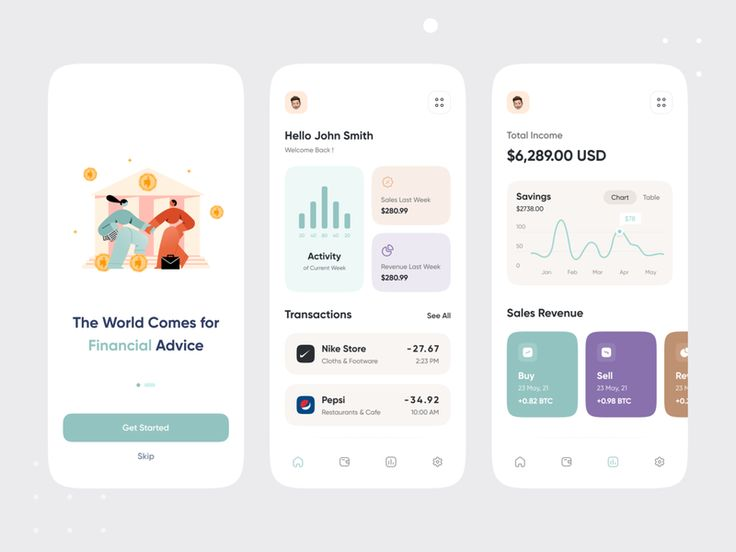 The World Comes for
Financial Advice
Get Started
Skip
Hello John Smith
Welcome Back !
20 40 80 40 20
Activity
of Current Week
Sales Last Week
$280.99
Revenue Last Week
$280.99
Transactions See All
Nike Store -27.67
Cloths & Footware 2:23 PM
Pepsi -34.92
Restaurants & Cafe 10:00 AM
Total Income
$6,289.00 USD
Savings Chart Table
$2738.00
$78
100
50
0
Jan Feb Mar Apr May
Sales Revenue
Buy
23 May, 21
+0.82 BTC
Sell
23 May, 21
+0.98 BTC
Re
23 M